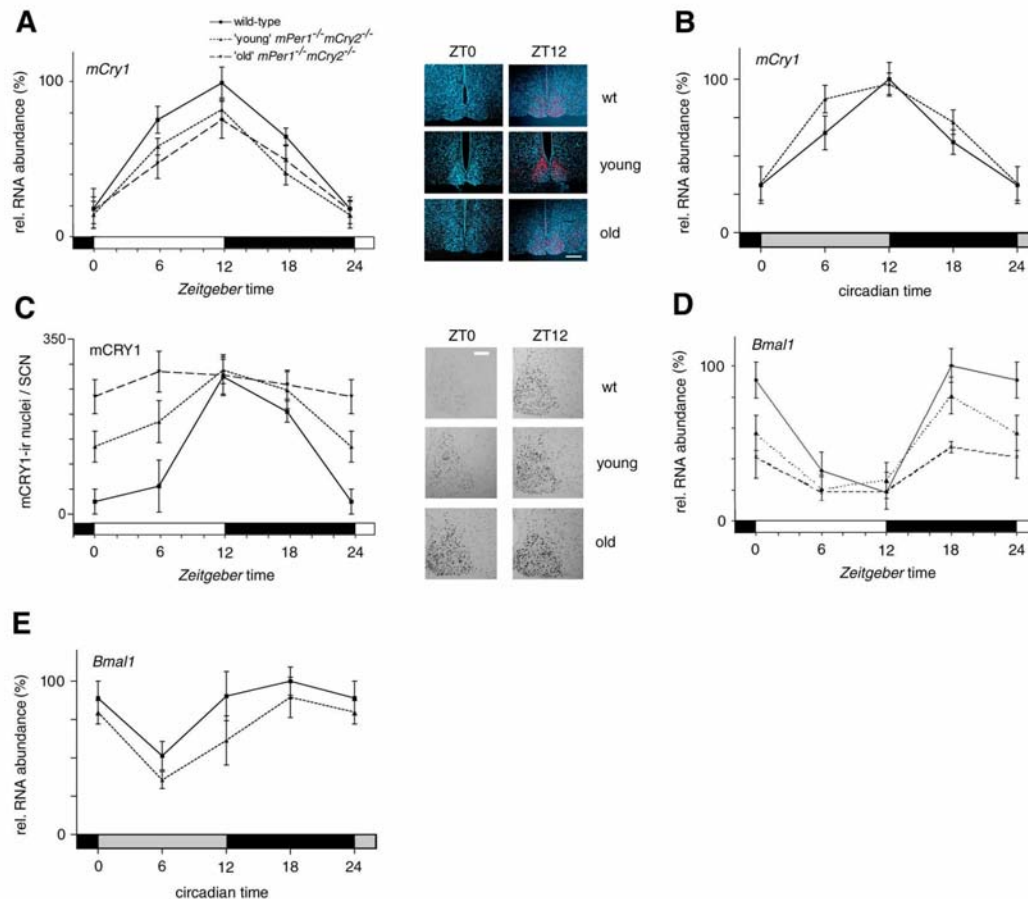 A
wild-type
'young' mPer1-/-mCry2-/-
'old' mPer1-/-mCry2-/-
mCry1
rel. RNA abundance (%)
100
0
0 6 12 18 24
Zeitgeber time
ZT0 ZT12
wt
young
old
B
mCry1
rel. RNA abundance (%)
100
0
0 6 12 18 24
circadian time
C
mCRY1
mCRY1-ir nuclei / SCN
350
0
0 6 12 18 24
Zeitgeber time
ZT0 ZT12
wt
young
old
D
Bmal1
rel. RNA abundance (%)
100
0
0 6 12 18 24
Zeitgeber time
E
Bmal1
rel. RNA abundance (%)
100
0
0 6 12 18 24
circadian time